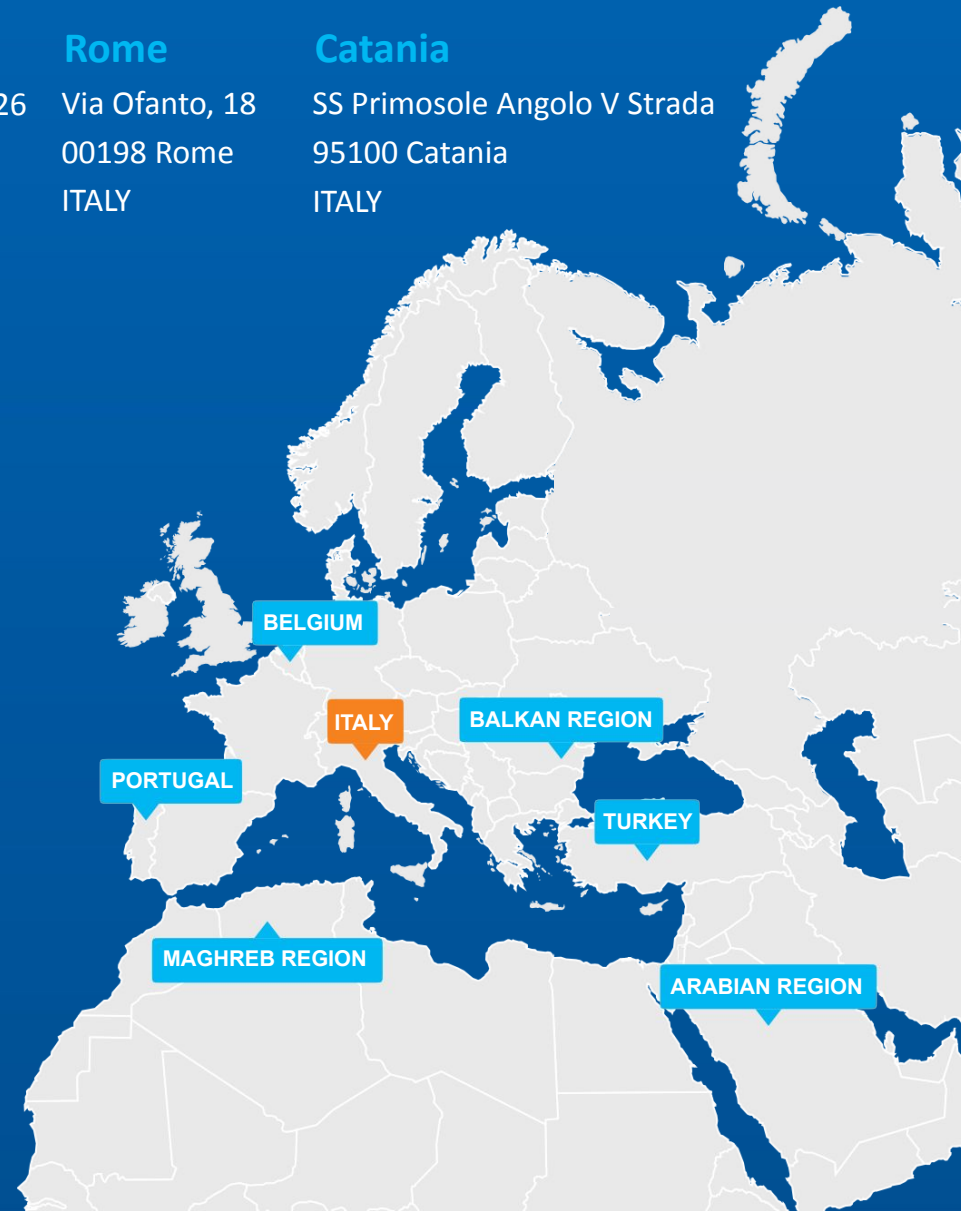 Rome
Catania
26
Via Ofanto, 18
00198 Rome
ITALY
SS Primosole Angolo V Strada
95100 Catania
ITALY
BELGIUM
ITALY
BALKAN REGION
PORTUGAL
TURKEY
MAGHREB REGION
ARABIAN REGION